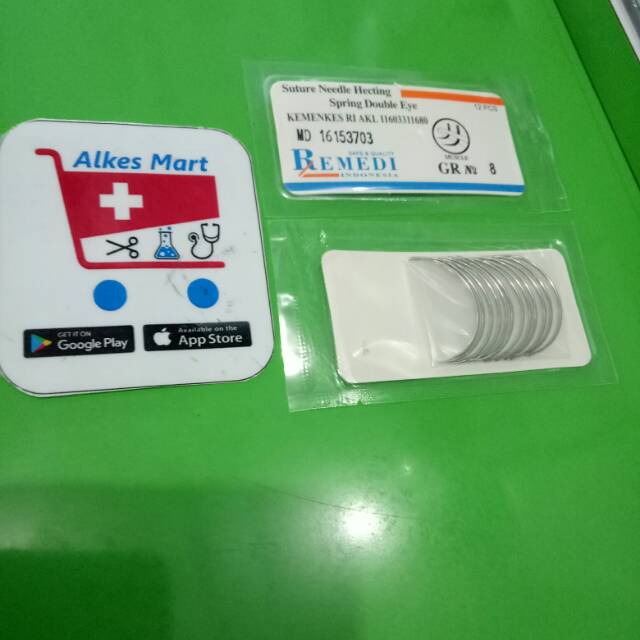 Alkes Mart
GET IT ON
Google Play
Available on the
App Store
Suture Needle Hecting
Spring Double Eye
12 PCS
KEMENKES RI AKL 11603311680
MD 16153703
SAFE & QUALITY
REMEDI
INDONESIA
MUSCLE
GR № 8